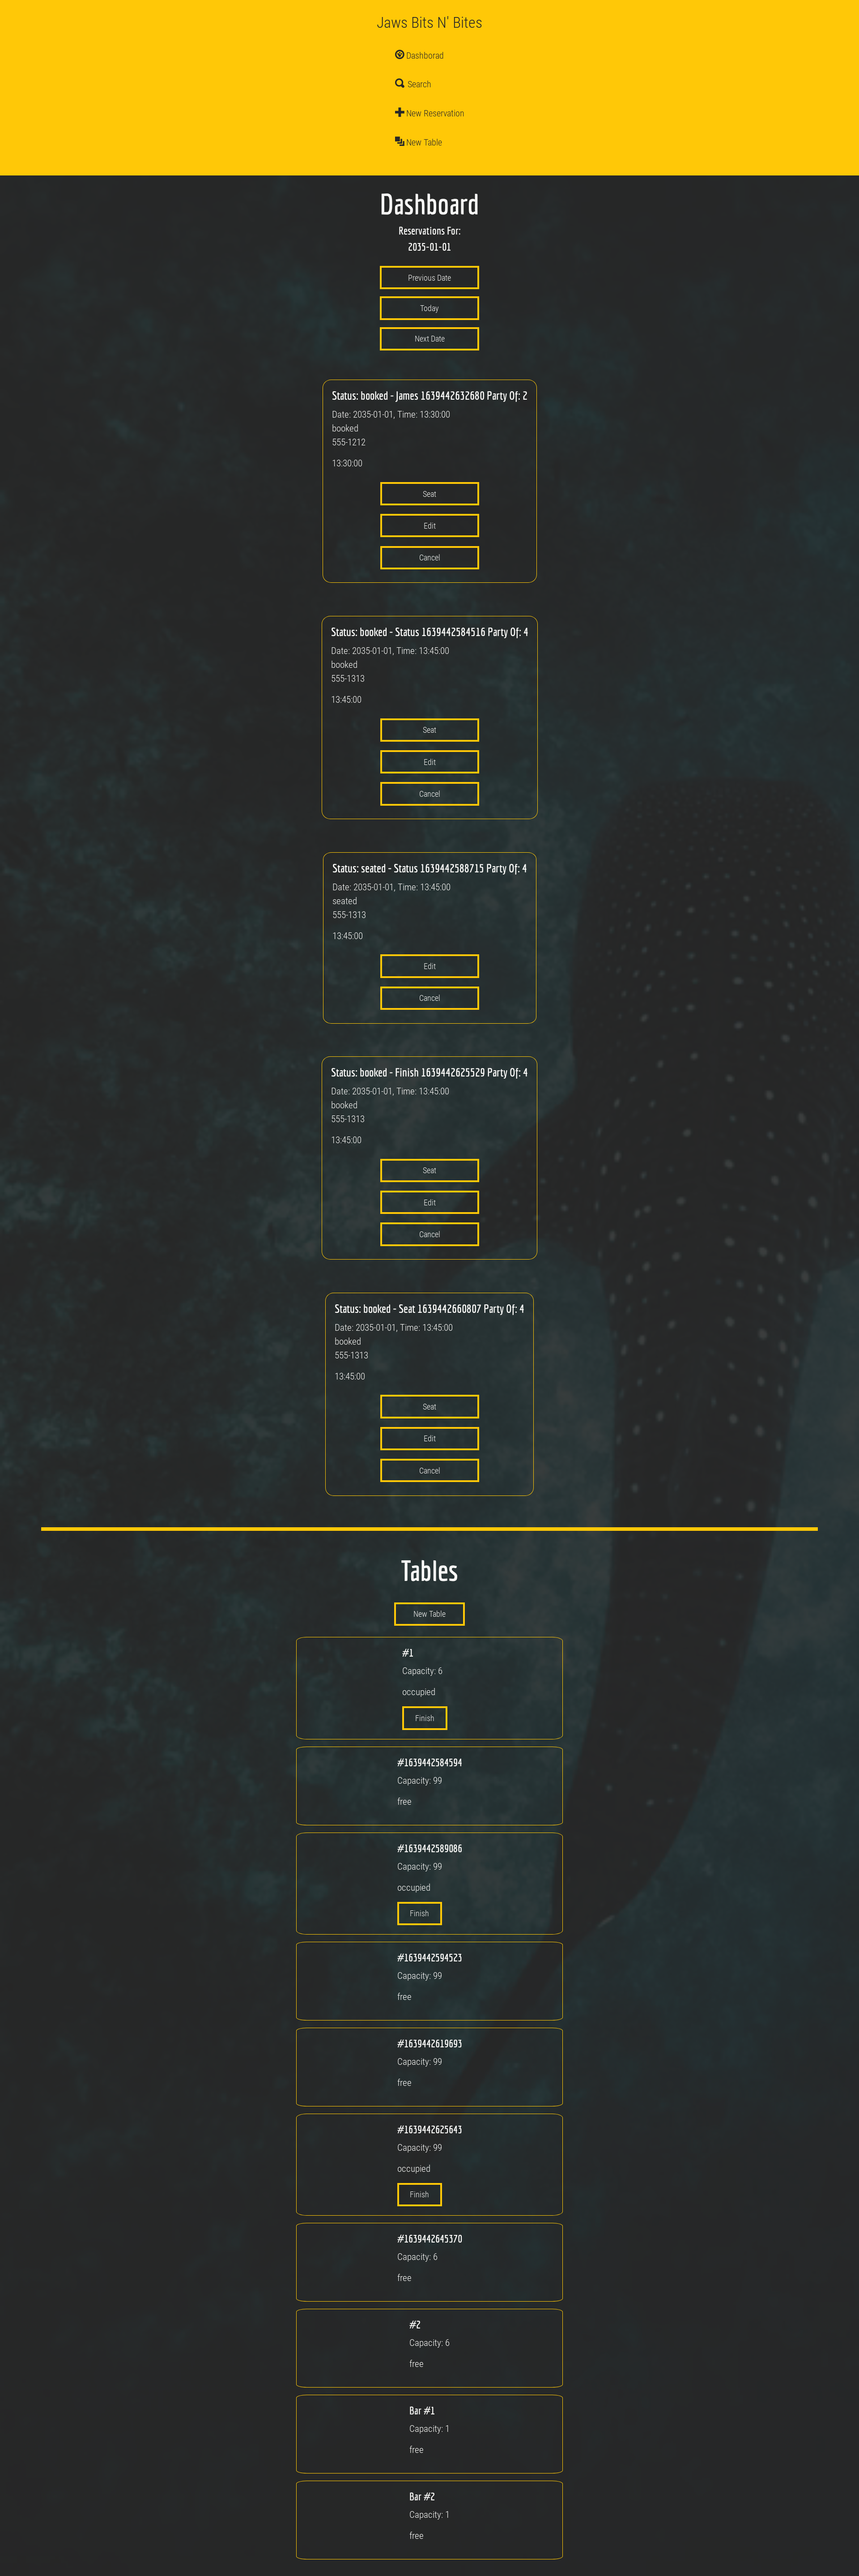 Jaws Bits N' Bites
Dashborad
Search
New Reservation
New Table
Dashboard
Reservations For:
2035-01-01
Previous Date
Today
Next Date
Status: booked - James 1639442632680 Party Of: 2
Date: 2035-01-01, Time: 13:30:00
booked
555-1212
13:30:00
Seat
Edit
Cancel
Status: booked - Status 1639442584516 Party Of: 4
Date: 2035-01-01, Time: 13:45:00
booked
555-1313
13:45:00
Seat
Edit
Cancel
Status: seated - Status 1639442588715 Party Of: 4
Date: 2035-01-01, Time: 13:45:00
seated
555-1313
13:45:00
Edit
Cancel
Status: booked - Finish 1639442625529 Party Of: 4
Date: 2035-01-01, Time: 13:45:00
booked
555-1313
13:45:00
Seat
Edit
Cancel
Status: booked - Seat 1639442660807 Party Of: 4
Date: 2035-01-01, Time: 13:45:00
booked
555-1313
13:45:00
Seat
Edit
Cancel
Tables
New Table
#1
Capacity: 6
occupied
Finish
#1639442584594
Capacity: 99
free
#1639442589086
Capacity: 99
occupied
Finish
#1639442594523
Capacity: 99
free
#1639442619693
Capacity: 99
free
#1639442625643
Capacity: 99
occupied
Finish
#1639442645370
Capacity: 6
free
#2
Capacity: 6
free
Bar #1
Capacity: 1
free
Bar #2
Capacity: 1
free